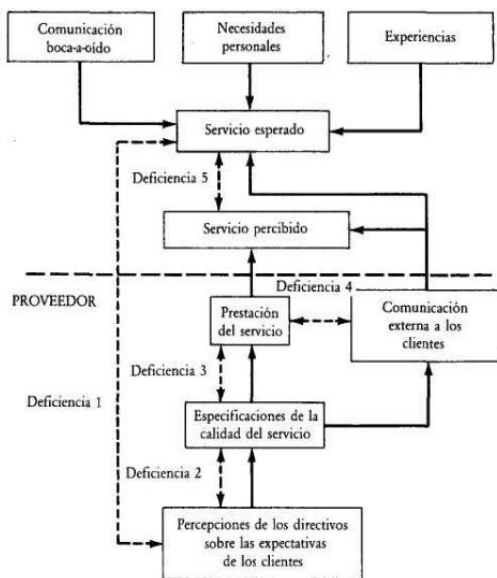 Comunicación
boca-a-oído
Necesidades
personales
Experiencias
Servicio esperado
Deficiencia 5
Servicio percibido
Deficiencia 4
PROVEEDOR
Prestación
del servicio
Comunicación
externa a los
clientes
Deficiencia 3
Deficiencia 1
Especificaciones de la
calidad del servicio
Deficiencia 2
Percepciones de los directivos
sobre las expectativas
de los clientes